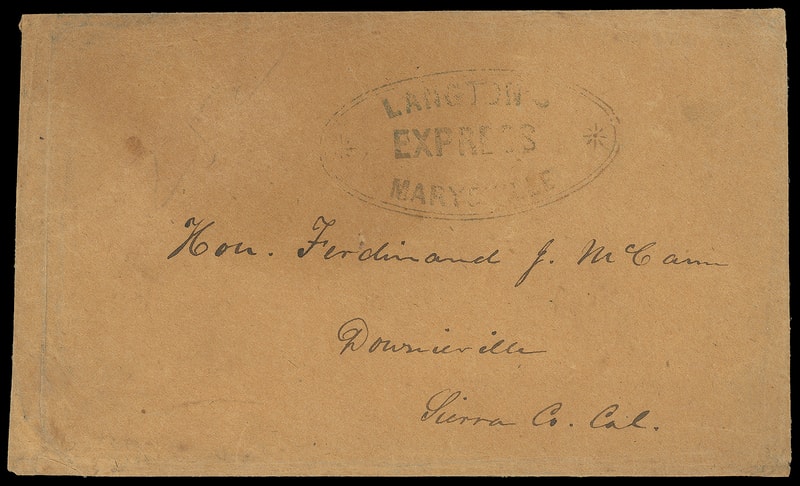 LANGTON'S
EXPRESS
MARYSVILLE
Hon. Ferdinand J. McCann
Downieville
Sierra Co. Cal.